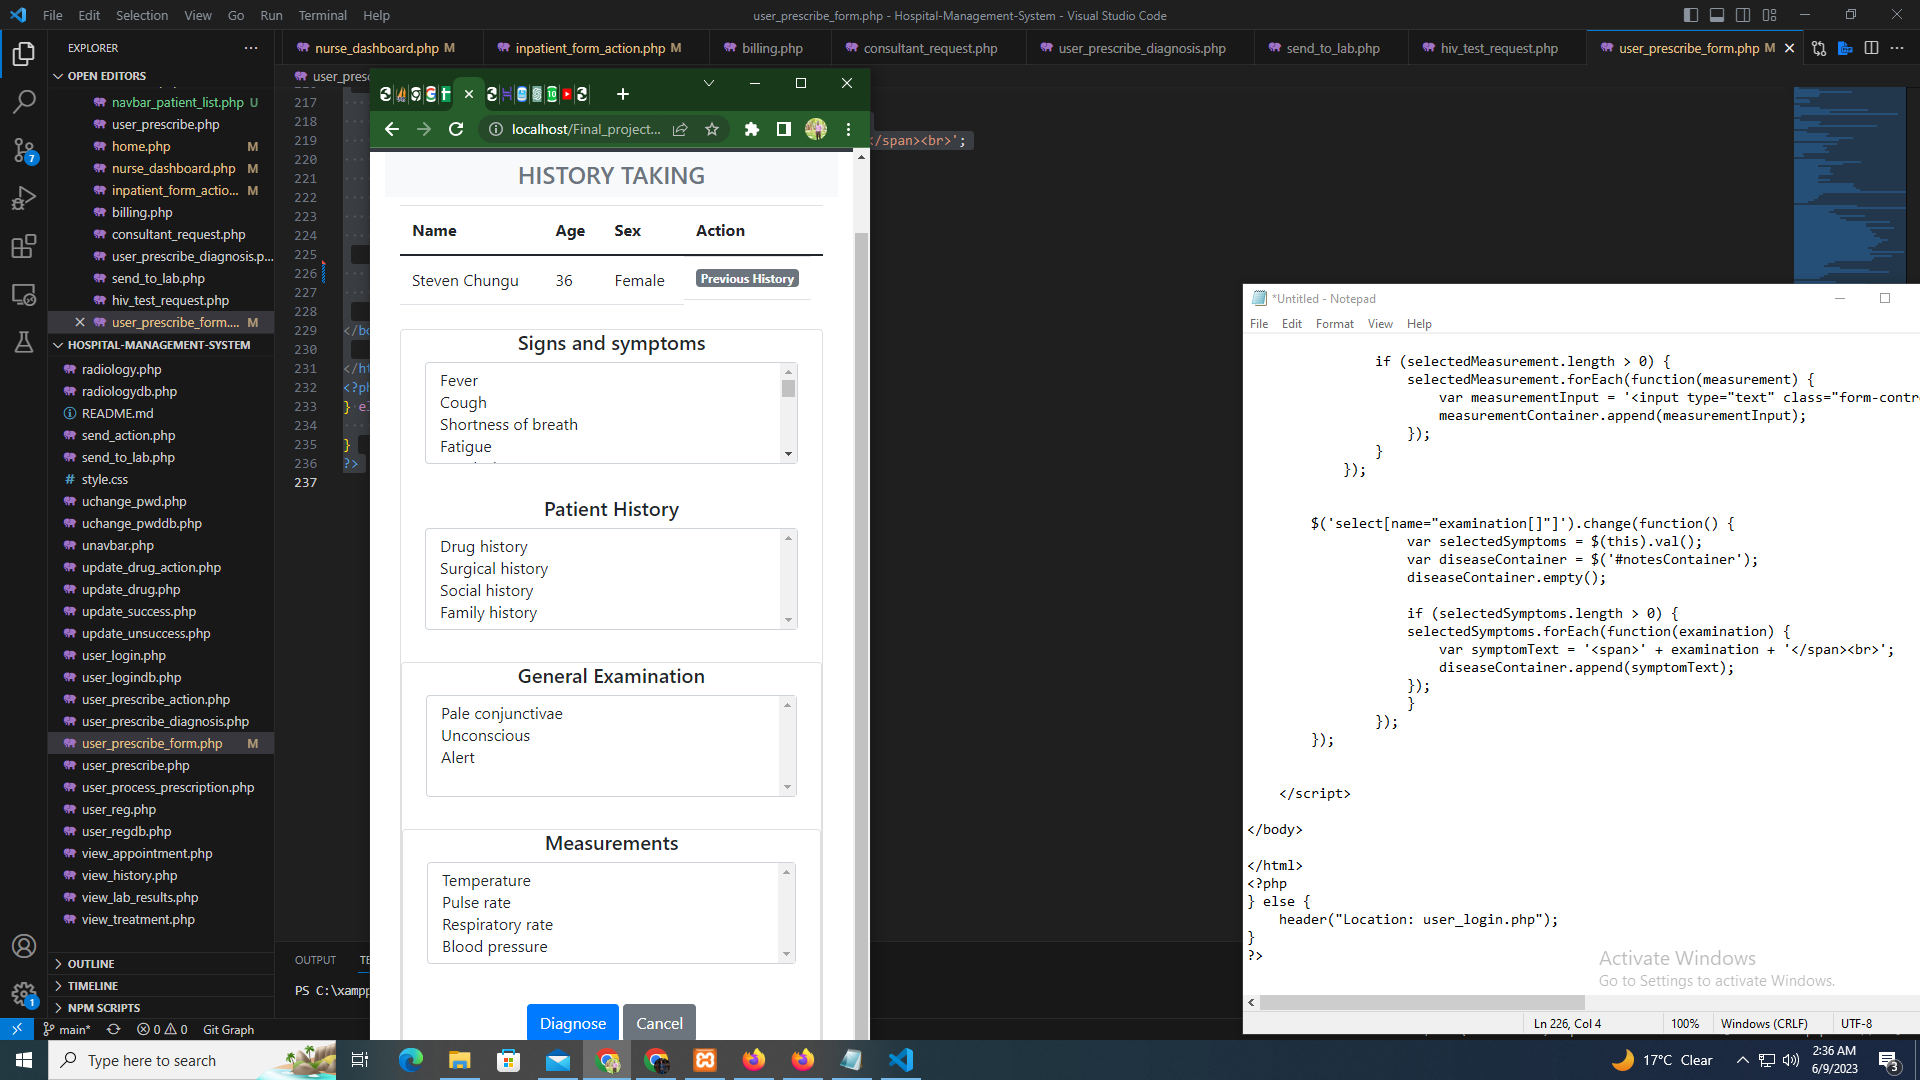 File Edit Selection View Go Run Terminal Help
user_prescribe_form.php - Hospital-Management-System - Visual Studio Code
EXPLORER
nurse_dashboard.php M
inpatient_form_action.php M
billing.php
consultant_request.php
user_prescribe_diagnosis.php
send_to_lab.php
hiv_test_request.php
user_prescribe_form.php M
OPEN EDITORS
navbar_patient_list.php U
user_prescribe.php
home.php M
nurse_dashboard.php M
inpatient_form_actio... M
billing.php
consultant_request.php
user_prescribe_diagnosis.p...
send_to_lab.php
hiv_test_request.php
user_prescribe_form.... M
HOSPITAL-MANAGEMENT-SYSTEM
radiology.php
radiologydb.php
README.md
send_action.php
send_to_lab.php
style.css
uchange_pwd.php
uchange_pwddb.php
unavbar.php
update_drug_action.php
update_drug.php
update_success.php
update_unsuccess.php
user_login.php
user_logindb.php
user_prescribe_action.php
user_prescribe_diagnosis.php
user_prescribe_form.php M
user_prescribe.php
user_process_prescription.php
user_reg.php
user_regdb.php
view_appointment.php
view_history.php
view_lab_results.php
view_treatment.php
OUTLINE
TIMELINE
NPM SCRIPTS
user_presc
217
218
219 </span><br>';
220
221
222
223
224
225
226
227
228
229 </bo
230
231 </ht
232 <?ph
233 } el
234
235 }
236 ?>
237
OUTPUT TE
PS C:\xampp
localhost/Final_project...
HISTORY TAKING
Name Age Sex Action
Steven Chungu 36 Female Previous History
Signs and symptoms
Fever
Cough
Shortness of breath
Fatigue
Patient History
Drug history
Surgical history
Social history
Family history
General Examination
Pale conjunctivae
Unconscious
Alert
Measurements
Temperature
Pulse rate
Respiratory rate
Blood pressure
Diagnose Cancel
*Untitled - Notepad
File Edit Format View Help
if (selectedMeasurement.length > 0) {
selectedMeasurement.forEach(function(measurement) {
var measurementInput = '<input type="text" class="form-contro
measurementContainer.append(measurementInput);
});
}
});
$('select[name="examination[]"]').change(function() {
var selectedSymptoms = $(this).val();
var diseaseContainer = $('#notesContainer');
diseaseContainer.empty();
if (selectedSymptoms.length > 0) {
selectedSymptoms.forEach(function(examination) {
var symptomText = '<span>' + examination + '</span><br>';
diseaseContainer.append(symptomText);
});
}
});
});
</script>
</body>
</html>
<?php
} else {
header("Location: user_login.php");
}
?>
Activate Windows
Go to Settings to activate Windows.
Ln 226, Col 4 100% Windows (CRLF) UTF-8
main* 0 0 Git Graph
Type here to search
17°C Clear
2:36 AM
6/9/2023
3